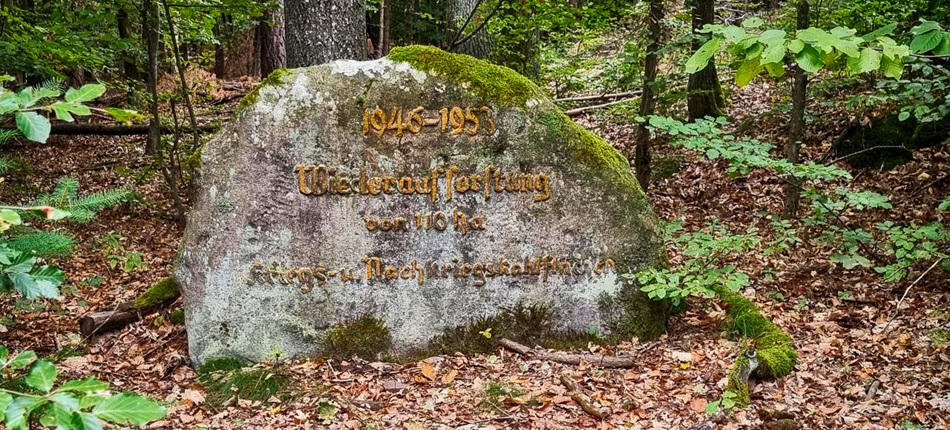 1946-1953
Wiederaufforstung
von 110 ha
Kriegs- u. Nachkriegskahlflächen